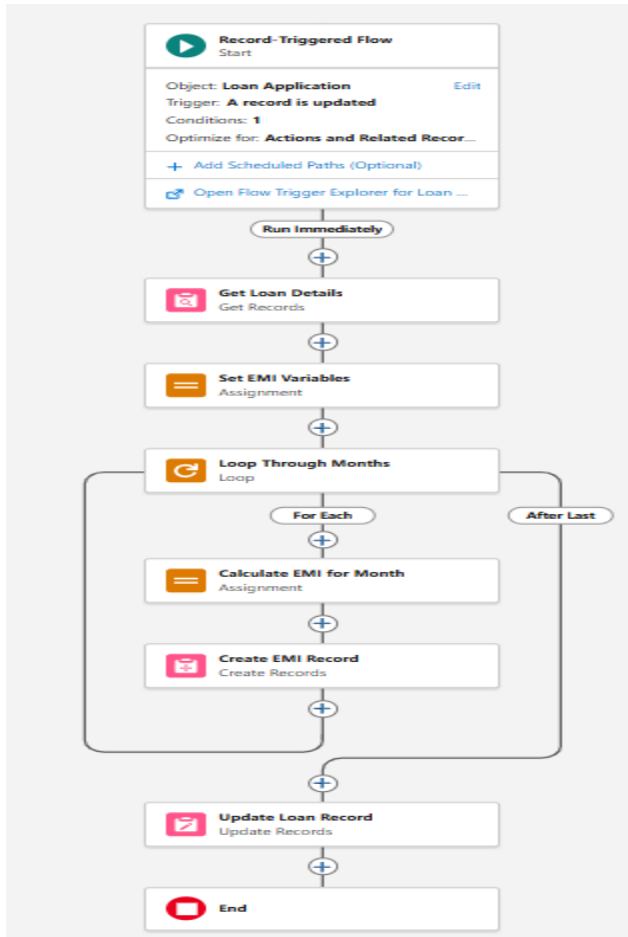 Record-Triggered Flow
Start
Object: Loan Application
Edit
Trigger: A record is updated
Conditions: 1
Optimize for: Actions and Related Recor...
Add Scheduled Paths (Optional)
Open Flow Trigger Explorer for Loan ...
Run Immediately
Get Loan Details
Get Records
Set EMI Variables
Assignment
Loop Through Months
Loop
For Each
After Last
Calculate EMI for Month
Assignment
Create EMI Record
Create Records
Update Loan Record
Update Records
End